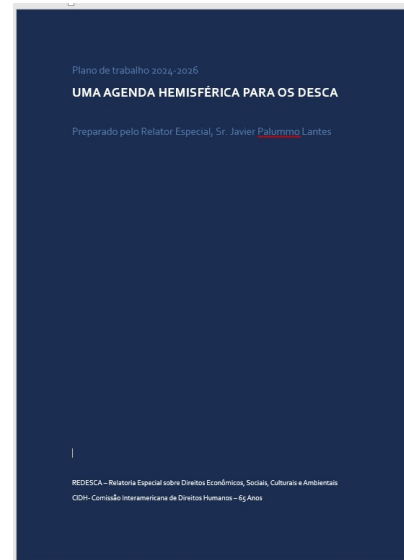 Plano de trabalho 2024-2026
UMA AGENDA HEMISFÉRICA PARA OS DESCA
Preparado pelo Relator Especial, Sr. Javier Palummo Lantes
REDESCA – Relatoria Especial sobre Direitos Econômicos, Sociais, Culturais e Ambientais
CIDH- Comissão Interamericana de Direitos Humanos – 65 Anos